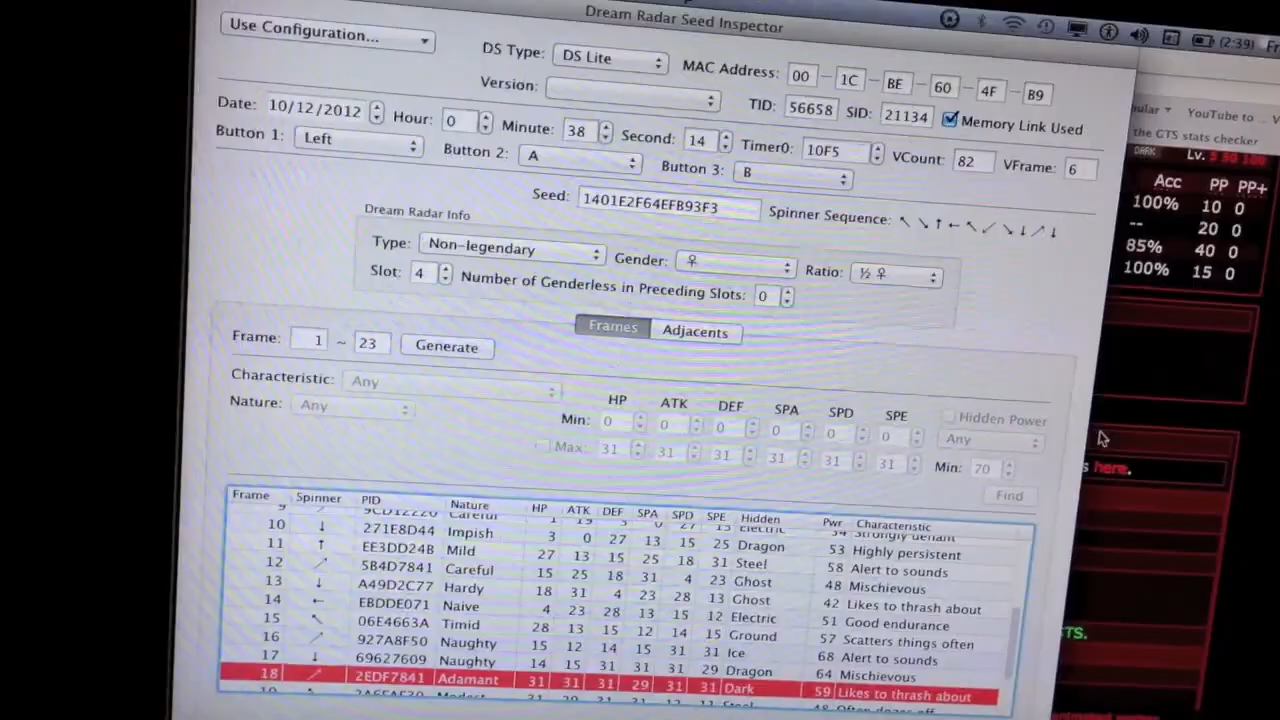 Dream Radar Seed Inspector
(2:39)
Use Configuration...
DS Type: DS Lite MAC Address: 00 - 1C - BE - 60 - 4F - B9
Version: TID: 56658 SID: 21134 Memory Link Used
Date: 10/12/2012 Hour: 0 Minute: 38 Second: 14 Timer0: 10F5 VCount: 82 VFrame: 6
Button 1: Left Button 2: A Button 3: B
Seed: 1401E2F64EFB93F3 Spinner Sequence: ↖ ↘ ↑ ← ↖ ↙ ↘ ↓ ↗ ↓
Dream Radar Info
Type: Non-legendary Gender: ♀ Ratio: ½ ♀
Slot: 4 Number of Genderless in Preceding Slots: 0
Frames Adjacents
Frame: 1 ~ 23 Generate
Characteristic: Any
Nature: Any
HP ATK DEF SPA SPD SPE Hidden Power
Min: 0 0 0 0 0 0 Any
Max: 31 31 31 31 31 31 Min: 70
Find
Frame Spinner PID Nature HP ATK DEF SPA SPD SPE Hidden Pwr Characteristic
10 ↓ 271E8D44 Impish 3 0 27 13 15 25 Dragon 53 Highly persistent
11 ↑ EE3DD24B Mild 27 13 15 25 18 31 Steel 58 Alert to sounds
12 ↗ 5B4D7841 Careful 15 25 18 31 4 23 Ghost 48 Mischievous
13 ↓ A49D2C77 Hardy 18 31 4 23 28 13 Ghost 42 Likes to thrash about
14 ← EBDDE071 Naive 4 23 28 13 15 12 Electric 51 Good endurance
15 ↖ 06E4663A Timid 28 13 15 12 14 15 Ground 57 Scatters things often
16 ↗ 927A8F50 Naughty 15 12 14 15 31 31 Ice 68 Alert to sounds
17 ↓ 69627609 Naughty 14 15 31 31 31 29 Dragon 64 Mischievous
18 ↗ 2EDF7841 Adamant 31 31 31 29 31 31 Dark 59 Likes to thrash about
YouTube to
the GTS stats checker
DARK Lv.
Acc PP PP+
100% 10 0
-- 20 0
85% 40 0
100% 15 0
here.